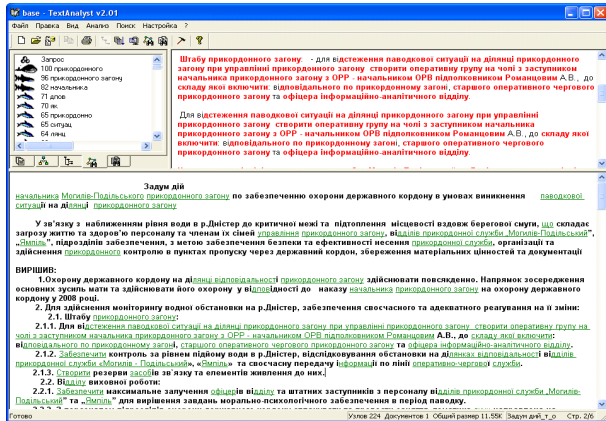 base - TextAnalyst v2.01
Файл Правка Вид Анализ Поиск Настройка ?
Запрос
100 прикордонного
96 прикордонного загону
82 начальника
71 длов
70 як
65 прикордонно
65 ситуац
64 лянц
Штабу прикордонного загону: - для відстеження паводкової ситуації на ділянці прикордонного
загону при управлінні прикордонного загону створити оперативну групу на чолі з заступником
начальника прикордонного загону з ОРР - начальником ОРВ підполковником Романцовим А.В., до
складу якої включити: відповідального по прикордонному загоні, старшого оперативного чергового
прикордонного загону та офіцера інформаційно-аналітичного відділу.
Для відстеження паводкової ситуації на ділянці прикордонного загону при управлінні прикордонного
загону створити оперативну групу на чолі з заступником начальника
прикордонного загону з ОРР - начальником ОРВ підполковником Романцовим А.В., до складу якої
включити: відповідального по прикордонному загоні, старшого оперативного чергового
прикордонного загону та офіцера інформаційно-аналітичного відділу.
Задум дій
начальника Могилів-Подільського прикордонного загону по забезпеченню охорони державного кордону в умовах виникнення паводкової
ситуації на ділянці прикордонного загону
У зв'язку з наближенням рівня води в р.Дністер до критичної межі та підтопення місцевості вздовж берегової смуги, що складає
загрозу життю та здоров'ю персоналу та членам їх сімей управління прикордонного загону, відділів прикордонної служби „Могилів-Подільський",
„Ямпіль", підрозділів забезпечення, з метою забезпечення безпеки та ефективності несення прикордонної служби, організації та
здійснення прикордонного контролю в пунктах пропуску через державний кордон, збереження матеріальних цінностей та документації
ВИРІШИВ:
1.Охорону державного кордону на ділянці відповідальності прикордонного загону здійснювати повсякденно. Напрямок зосередження
основних зусиль мати та здійснювати його охорону у відповідності до наказу начальника прикордонного загону на охорону державного
кордону у 2008 році.
2. Для здійснення моніторингу водної обстановки на р.Дністер, забезпечення своєчасного та адекватного реагування на її зміни:
2.1. Штабу прикордонного загону:
2.1.1. Для відстеження паводкової ситуації на ділянці прикордонного загону при управлінні прикордонного загону створити оперативну групу на
чолі з заступником начальника прикордонного загону з ОРР - начальником ОРВ підполковником Романцовим А.В., до складу якої включити:
відповідального по прикордонному загоні, старшого оперативного чергового прикордонного загону та офіцера інформаційно-аналітичного відділу.
2.1.2. Забезпечити контроль за рівнем підйому води в р.Дністер, відслідковування обстановки на ділянках відповідальності відділів
прикордонної служби «Могилів - Подільський», «Ямпіль» та своєчасну передачу інформації по лінії оперативно-чергової служби.
2.1.3. Створити резерви засобів зв'язку та елементів живлення до них.
2.2. Відділу виховної роботи:
2.2.1. Забезпечити максимальне залучення офіцерів відділу та штатних заступників з персоналу відділів прикордонної служби „Могилів-
Подільський" та „Ямпіль" для вирішення завдань морально-психологічного забезпечення в період паводку.
Готово Узлов 224 Документов 1 Общий размер 11.55K Задум дий_т_о Стр. 2/6